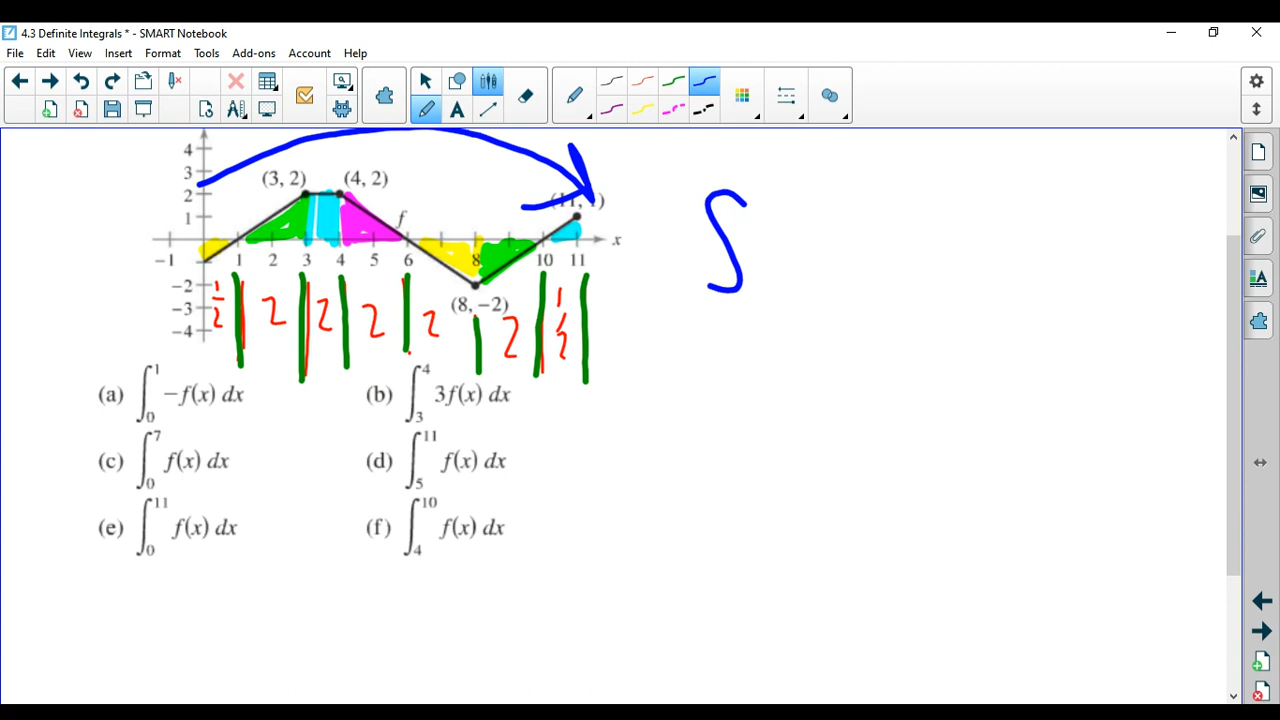 4.3 Definite Integrals * - SMART Notebook
File Edit View Insert Format Tools Add-ons Account Help
4
3
2
1
(3, 2) (4, 2)
f
(11, 1)
x
-1 1 2 3 4 5 6 8 10 11
-2
-3
-4
(8, -2)
1/2 2 2 2 2 2 1/2
∫
(a) ∫₀¹ -f(x) dx (b) ∫₃⁴ 3f(x) dx
(c) ∫₀⁷ f(x) dx (d) ∫₅¹¹ f(x) dx
(e) ∫₀¹¹ f(x) dx (f) ∫₄¹⁰ f(x) dx